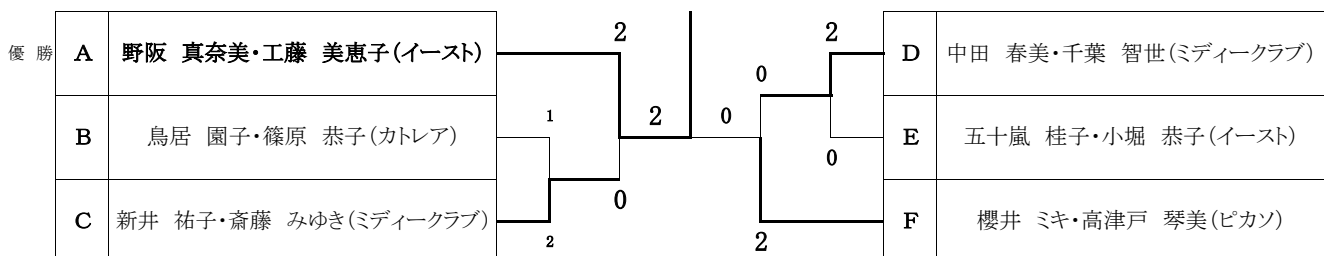 2 2
優 勝 A 野阪 真奈美・工藤 美恵子(イースト) D 中田 春美・千葉 智世(ミディークラブ)
0
1 2 0
B 鳥居 園子・篠原 恭子(カトレア) E 五十嵐 桂子・小堀 恭子(イースト)
0
0
C 新井 祐子・斎藤 みゆき(ミディークラブ) F 櫻井 ミキ・高津戸 琴美(ピカソ)
2 2